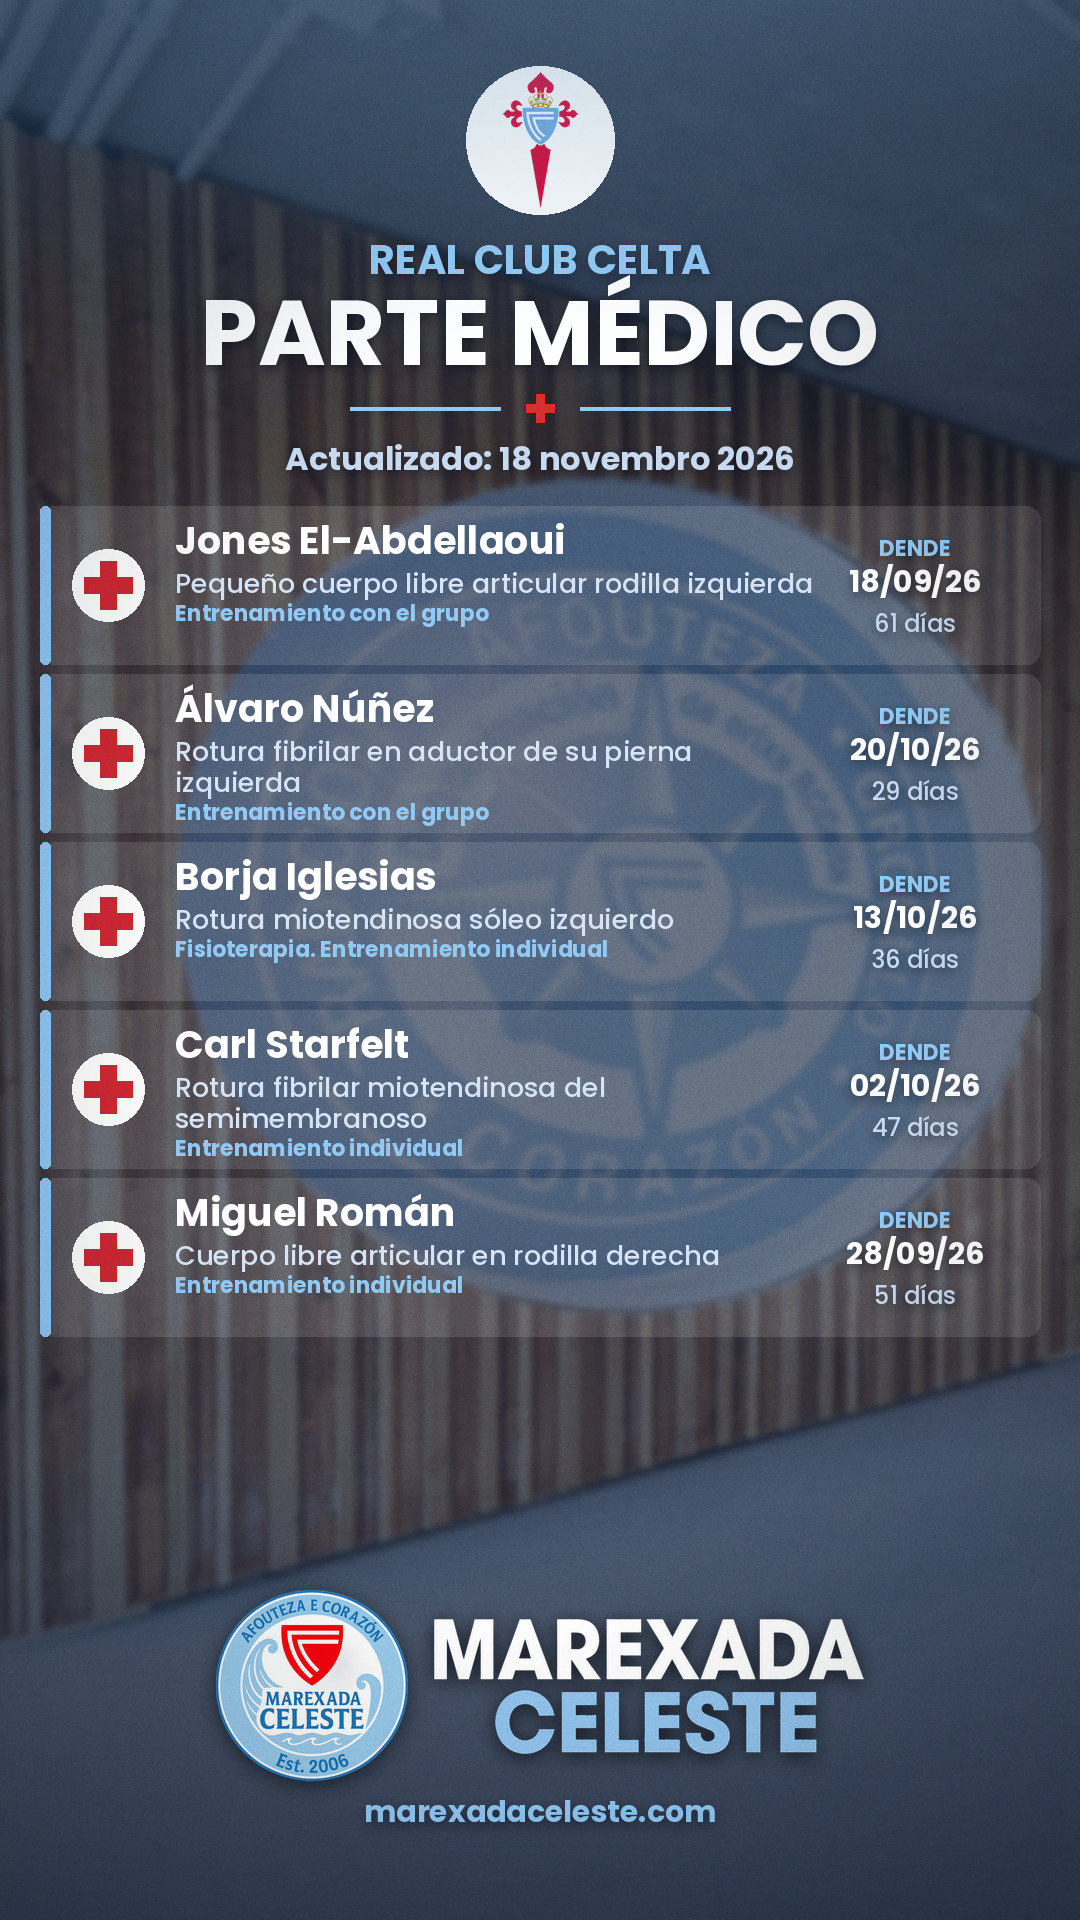 REAL CLUB CELTA
PARTE MÉDICO
Actualizado: 18 novembro 2026
Jones El-Abdellaoui
Pequeño cuerpo libre articular rodilla izquierda
Entrenamiento con el grupo
DENDE
18/09/26
61 días
Álvaro Núñez
Rotura fibrilar en aductor de su pierna
izquierda
Entrenamiento con el grupo
DENDE
20/10/26
29 días
Borja Iglesias
Rotura miotendinosa sóleo izquierdo
Fisioterapia. Entrenamiento individual
DENDE
13/10/26
36 días
Carl Starfelt
Rotura fibrilar miotendinosa del
semimembranoso
Entrenamiento individual
DENDE
02/10/26
47 días
Miguel Román
Cuerpo libre articular en rodilla derecha
Entrenamiento individual
DENDE
28/09/26
51 días
AFOUTEZA
CORAZÓN
AFOUTEZA E CORAZÓN
MAREXADA
CELESTE
Est. 2006
MAREXADA
CELESTE
marexadaceleste.com